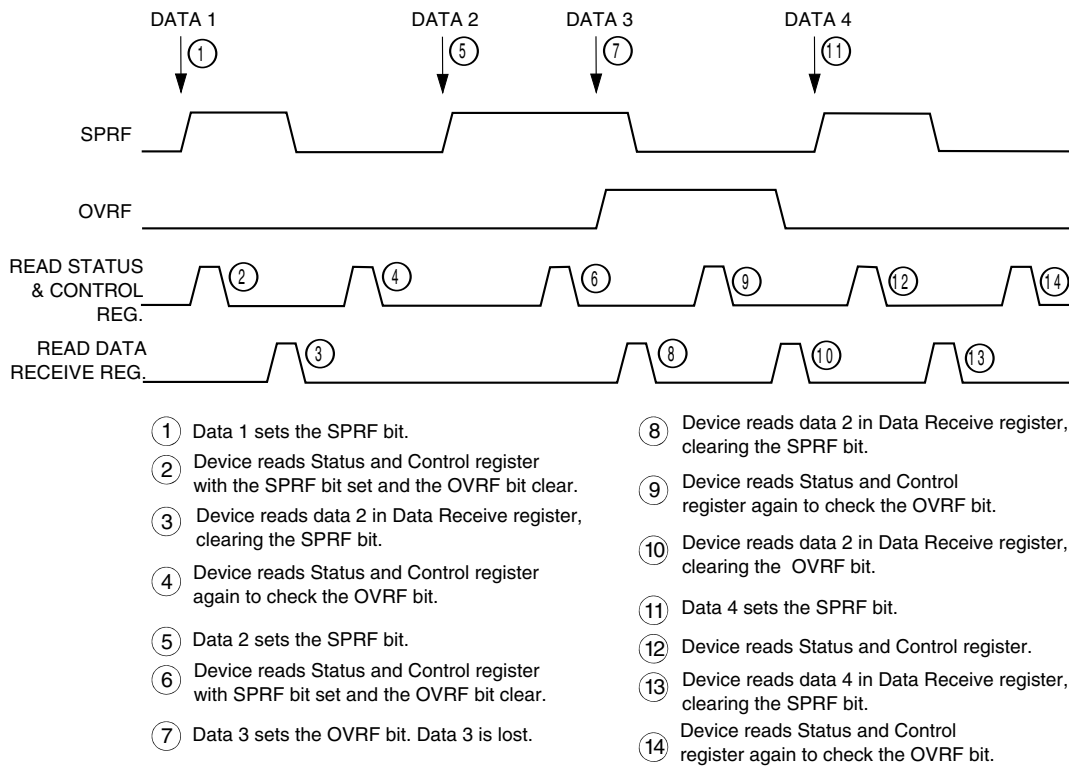 DATA 1 DATA 2 DATA 3 DATA 4
1 5 7 11
SPRF
OVRF
READ STATUS
& CONTROL
REG.
2 4 6 9 12 14
READ DATA
RECEIVE REG.
3 8 10 13
1 Data 1 sets the SPRF bit.
2 Device reads Status and Control register
with the SPRF bit set and the OVRF bit clear.
3 Device reads data 2 in Data Receive register,
clearing the SPRF bit.
4 Device reads Status and Control register
again to check the OVRF bit.
5 Data 2 sets the SPRF bit.
6 Device reads Status and Control register
with SPRF bit set and the OVRF bit clear.
7 Data 3 sets the OVRF bit. Data 3 is lost.
8 Device reads data 2 in Data Receive register,
clearing the SPRF bit.
9 Device reads Status and Control
register again to check the OVRF bit.
10 Device reads data 2 in Data Receive register,
clearing the OVRF bit.
11 Data 4 sets the SPRF bit.
12 Device reads Status and Control register.
13 Device reads data 4 in Data Receive register,
clearing the SPRF bit.
14 Device reads Status and Control
register again to check the OVRF bit.